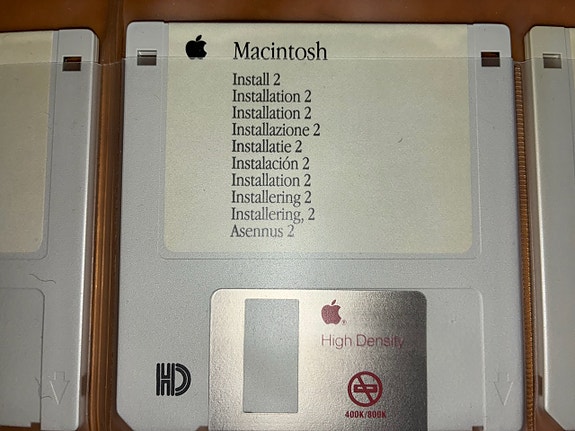 Macintosh
Install 2
Installation 2
Installation 2
Installazione 2
Installatie 2
Instalación 2
Installation 2
Installering 2
Installering, 2
Asennus 2
High Density
HD
400K/800K